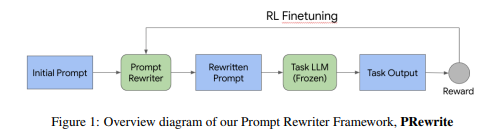 RL Finetuning
Initial Prompt
Prompt
Rewriter
Rewritten
Prompt
Task LLM
(Frozen)
Task Output
Reward
Figure 1: Overview diagram of our Prompt Rewriter Framework, PRewrite